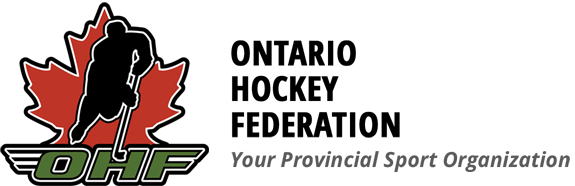 OHF
ONTARIO
HOCKEY
FEDERATION
Your Provincial Sport Organization